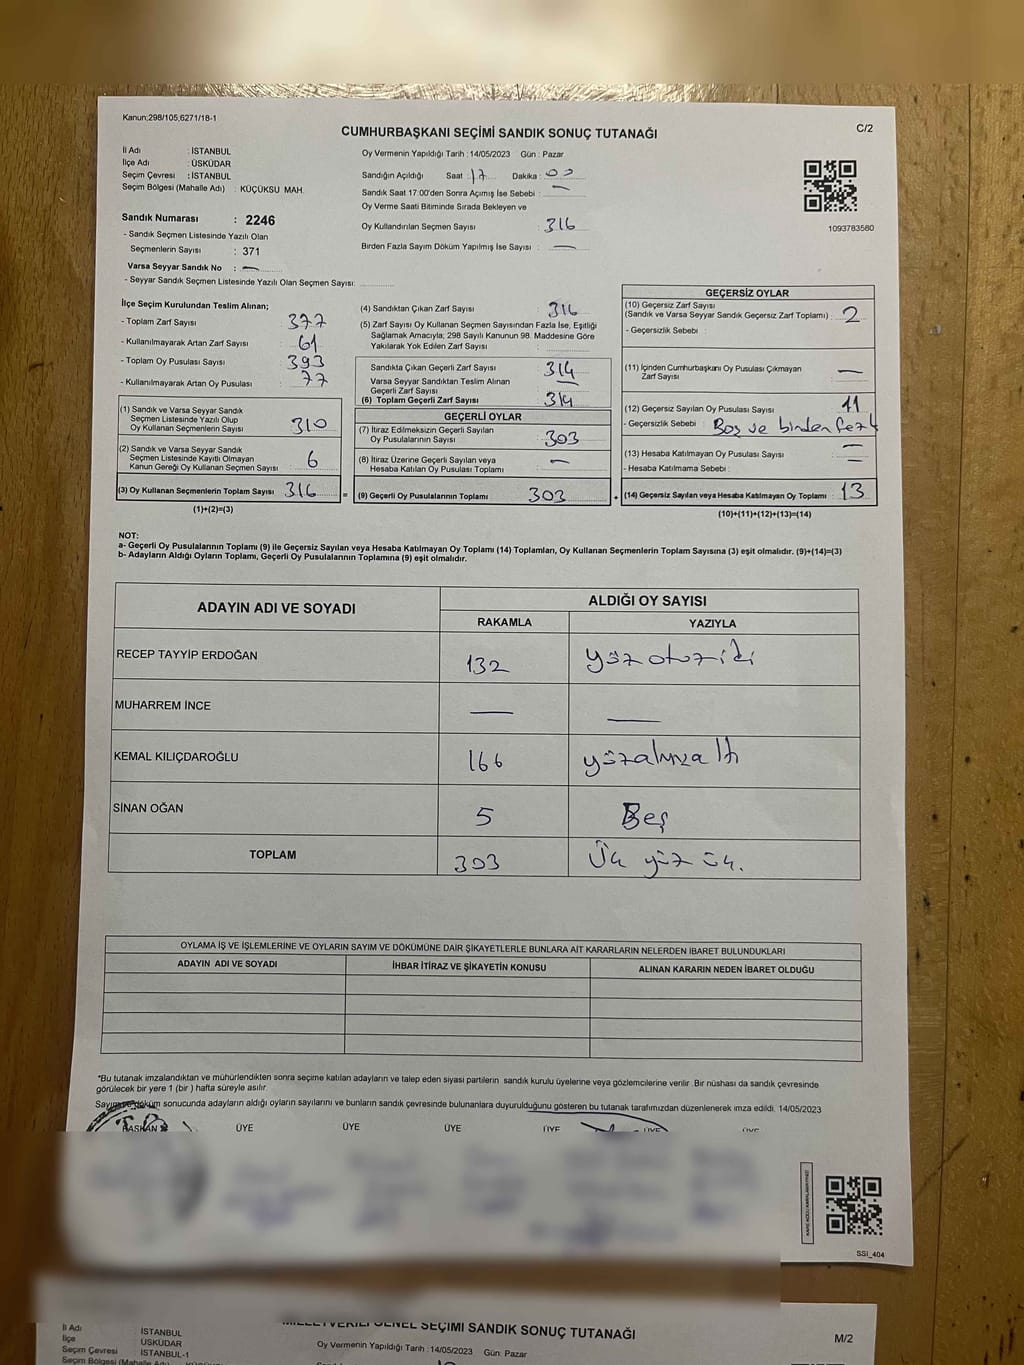 Kanun;298/105,6271/18-1
C/2
CUMHURBAŞKANI SEÇİMİ SANDIK SONUÇ TUTANAĞI
İl Adı : İSTANBUL
İlçe Adı : ÜSKÜDAR
Seçim Çevresi : İSTANBUL
Seçim Bölgesi (Mahalle Adı) : KÜÇÜKSU MAH.
Sandık Numarası : 2246
- Sandık Seçmen Listesinde Yazılı Olan
Seçmenlerin Sayısı : 371
Varsa Seyyar Sandık No : —
- Seyyar Sandık Seçmen Listesinde Yazılı Olan Seçmen Sayısı:
Oy Vermenin Yapıldığı Tarih : 14/05/2023 Gün : Pazar
Sandığın Açıldığı Saat : 17 Dakika : 00
Sandık Saat 17:00'den Sonra Açımış İse Sebebi : —
Oy Verme Saati Bitiminde Sırada Bekleyen ve
Oy Kullandırılan Seçmen Sayısı : 316
Birden Fazla Sayım Döküm Yapılmış İse Sayısı : —
1093783580
İlçe Seçim Kurulundan Teslim Alınan;
- Toplam Zarf Sayısı : 377
- Kullanılmayarak Artan Zarf Sayısı : 61
- Toplam Oy Pusulası Sayısı : 393
- Kullanılmayarak Artan Oy Pusulası : 77
(1) Sandık ve Varsa Seyyar Sandık
Seçmen Listesinde Yazılı Olup
Oy Kullanan Seçmenlerin Sayısı : 310
(2) Sandık ve Varsa Seyyar Sandık
Seçmen Listesinde Kayıtlı Olmayan
Kanun Gereği Oy Kullanan Seçmen Sayısı : 6
(3) Oy Kullanan Seçmenlerin Toplam Sayısı : 316 =
(1)+(2)=(3)
(4) Sandıktan Çıkan Zarf Sayısı : 316
(5) Zarf Sayısı Oy Kullanan Seçmen Sayısından Fazla İse, Eşitliği
Sağlamak Amacıyla; 298 Sayılı Kanunun 98. Maddesine Göre
Yakılarak Yok Edilen Zarf Sayısı :
Sandıkta Çıkan Geçerli Zarf Sayısı : 314
Varsa Seyyar Sandıktan Teslim Alınan
Geçerli Zarf Sayısı : —
(6) Toplam Geçerli Zarf Sayısı : 314
GEÇERLİ OYLAR
(7) İtiraz Edilmeksizin Geçerli Sayılan
Oy Pusulalarının Sayısı : 303
(8) İtiraz Üzerine Geçerli Sayılan veya
Hesaba Katılan Oy Pusulası Toplamı : —
(9) Geçerli Oy Pusulalarının Toplamı : 303 +
GEÇERSİZ OYLAR
(10) Geçersiz Zarf Sayısı
(Sandık ve Varsa Seyyar Sandık Geçersiz Zarf Toplamı) : 2
- Geçersizlik Sebebi :
(11) İçinden Cumhurbaşkanı Oy Pusulası Çıkmayan
Zarf Sayısı : —
(12) Geçersiz Sayılan Oy Pusulası Sayısı : 11
- Geçersizlik Sebebi : Boş ve birden fazla
(13) Hesaba Katılmayan Oy Pusulası Sayısı : —
- Hesaba Katılmama Sebebi : —
(14) Geçersiz Sayılan veya Hesaba Katılmayan Oy Toplamı : 13
(10)+(11)+(12)+(13)=(14)
NOT:
a- Geçerli Oy Pusulalarının Toplamı (9) ile Geçersiz Sayılan veya Hesaba Katılmayan Oy Toplamı (14) Toplamları, Oy Kullanan Seçmenlerin Toplam Sayısına (3) eşit olmalıdır. (9)+(14)=(3)
b- Adayların Aldığı Oyların Toplamı, Geçerli Oy Pusulalarının Toplamına (9) eşit olmalıdır.
ADAYIN ADI VE SOYADI
ALDIĞI OY SAYISI
RAKAMLA YAZIYLA
RECEP TAYYİP ERDOĞAN 132 yüzotuziki
MUHARREM İNCE — —
KEMAL KILIÇDAROĞLU 166 yüzaltmışaltı
SİNAN OĞAN 5 Beş
TOPLAM 303 Üç yüz üç.
OYLAMA İŞ VE İŞLEMLERİNE VE OYLARIN SAYIM VE DÖKÜMÜNE DAİR ŞİKAYETLERLE BUNLARA AİT KARARLARIN NELERDEN İBARET BULUNDUKLARI
ADAYIN ADI VE SOYADI İHBAR İTİRAZ VE ŞİKAYETİN KONUSU ALINAN KARARIN NEDEN İBARET OLDUĞU
*Bu tutanak imzalandıktan ve mühürlendikten sonra seçime katılan adayların ve talep eden siyasi partilerin sandık kurulu üyelerine veya gözlemcilerine verilir. Bir nüshası da sandık çevresinde
görülecek bir yere 1 (bir ) hafta süreyle asılır.
Sayım ve döküm sonucunda adayların aldığı oyların sayılarını ve bunların sandık çevresinde bulunanlara duyurulduğunu gösteren bu tutanak tarafımızdan düzenlenerek imza edildi. 14/05/2023
BAŞKAN ÜYE ÜYE ÜYE ÜYE ÜYE ÜYE
SSI_404
MİLLETVEKİLİ GENEL SEÇİMİ SANDIK SONUÇ TUTANAĞI
M/2
İl Adı İSTANBUL
İlçe ÜSKÜDAR
Seçim Çevresi İSTANBUL-1
Seçim Bölgesi (Mahalle Adı)
Oy Vermenin Yapıldığı Tarih : 14/05/2023 Gün: Pazar